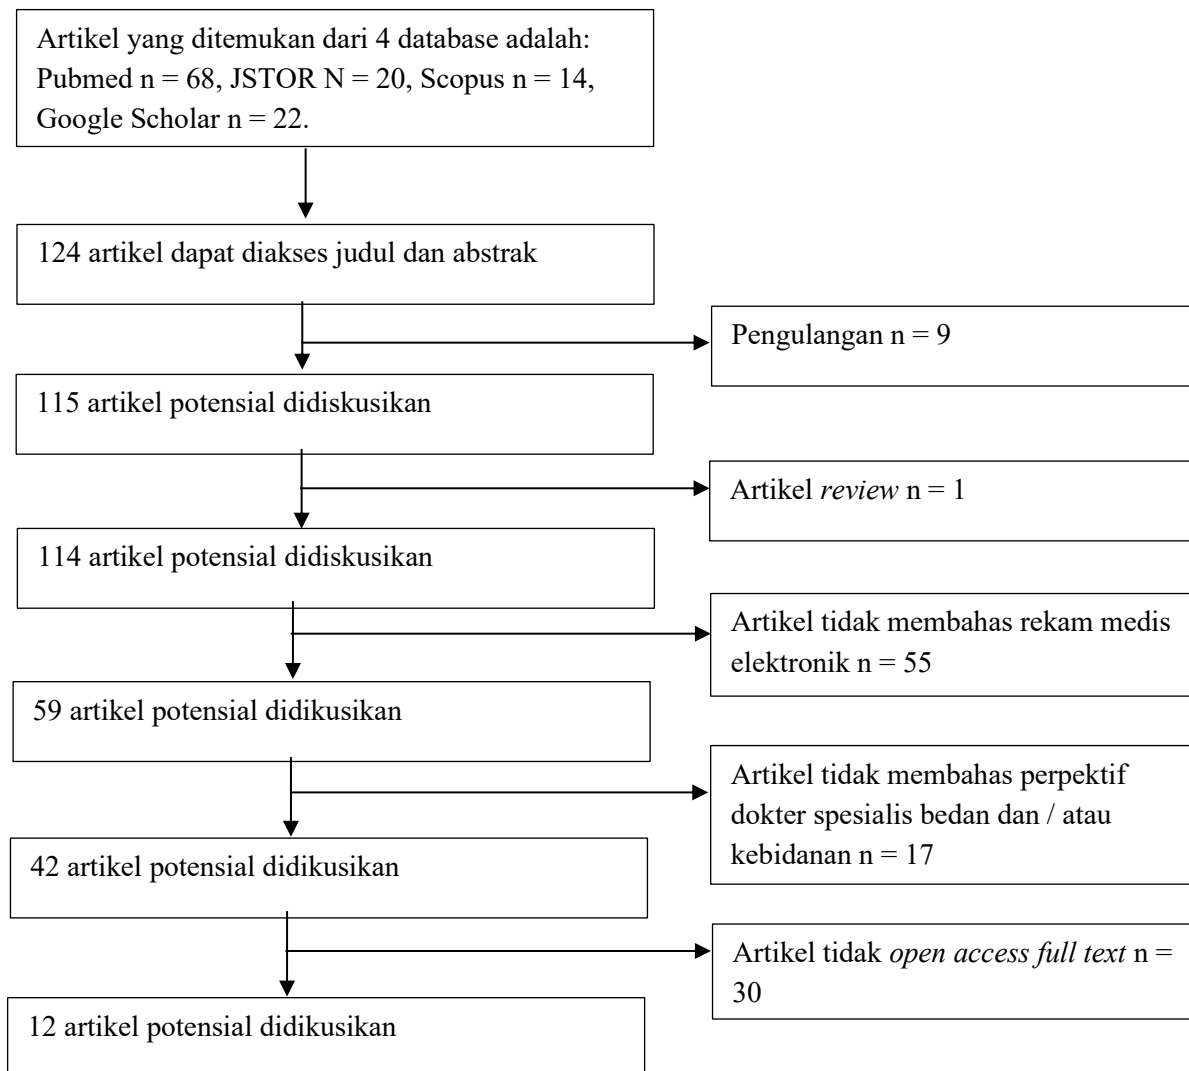 Artikel yang ditemukan dari 4 database adalah:
Pubmed n = 68, JSTOR N = 20, Scopus n = 14,
Google Scholar n = 22.
124 artikel dapat diakses judul dan abstrak
Pengulangan n = 9
115 artikel potensial didiskusikan
Artikel review n = 1
114 artikel potensial didiskusikan
Artikel tidak membahas rekam medis
elektronik n = 55
59 artikel potensial didikusikan
Artikel tidak membahas perpektif
dokter spesialis bedan dan / atau
kebidanan n = 17
42 artikel potensial didikusikan
Artikel tidak open access full text n =
30
12 artikel potensial didikusikan